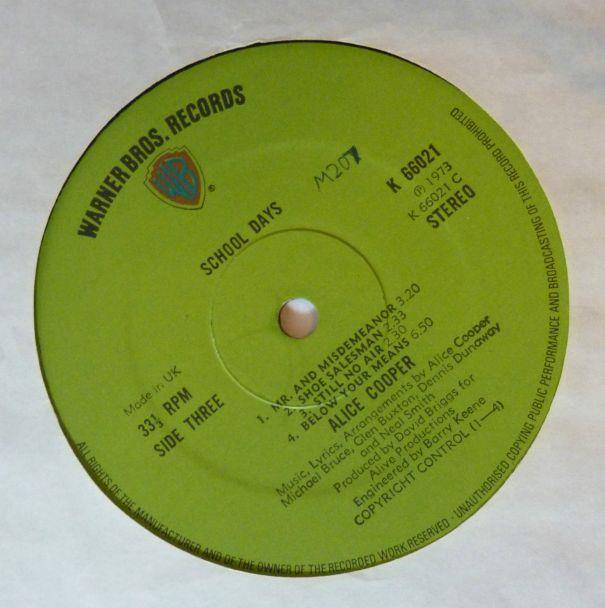 WARNER BROS. RECORDS
WB
®
SCHOOL DAYS
M207
K 66021
℗ 1973
K 66021 C
STEREO
Made in UK
33⅓ RPM
SIDE THREE
1. MR. AND MISDEMEANOR 3.20
2. SHOE SALESMAN 2.33
3. STILL NO AIR 2.30
4. BELOW YOUR MEANS 6.50
ALICE COOPER
Music, Lyrics, Arrangements by Alice Cooper
Michael Bruce, Glen Buxton, Dennis Dunaway
and Neal Smith
Produced by David Briggs for
Alive Productions
Engineered by Barry Keene
COPYRIGHT CONTROL (1—4)
ALL RIGHTS OF THE MANUFACTURER AND OF THE OWNER OF THE RECORDED WORK RESERVED · UNAUTHORISED COPYING PUBLIC PERFORMANCE AND BROADCASTING OF THIS RECORD PROHIBITED